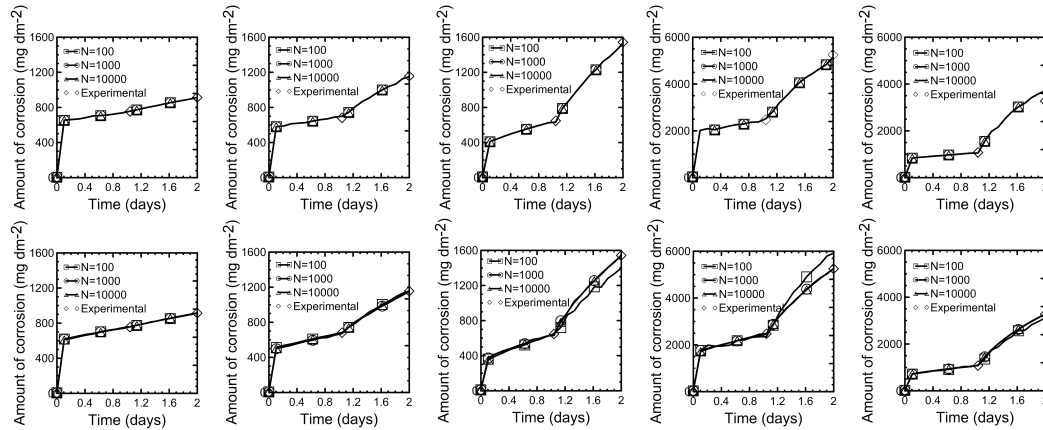 Amount of corrosion (mg dm−2)
1600
1200
800
400
0
N=100
N=1000
N=10000
Experimental
0 0.4 0.8 1.2 1.6 2
Time (days)
Amount of corrosion (mg dm−2)
1600
1200
800
400
0
N=100
N=1000
N=10000
Experimental
0 0.4 0.8 1.2 1.6 2
Time (days)
Amount of corrosion (mg dm−2)
1600
1200
800
400
0
N=100
N=1000
N=10000
Experimental
0 0.4 0.8 1.2 1.6 2
Time (days)
Amount of corrosion (mg dm−2)
6000
4000
2000
0
N=100
N=1000
N=10000
Experimental
0 0.4 0.8 1.2 1.6 2
Time (days)
Amount of corrosion (mg dm−2)
6000
4000
2000
0
N=100
N=1000
N=10000
Experimental
0 0.4 0.8 1.2 1.6 2
Time (days)
Amount of corrosion (mg dm−2)
1600
1200
800
400
0
N=100
N=1000
N=10000
Experimental
0 0.4 0.8 1.2 1.6 2
Time (days)
Amount of corrosion (mg dm−2)
1600
1200
800
400
0
N=100
N=1000
N=10000
Experimental
0 0.4 0.8 1.2 1.6 2
Time (days)
Amount of corrosion (mg dm−2)
1600
1200
800
400
0
N=100
N=1000
N=10000
Experimental
0 0.4 0.8 1.2 1.6 2
Time (days)
Amount of corrosion (mg dm−2)
6000
4000
2000
0
N=100
N=1000
N=10000
Experimental
0 0.4 0.8 1.2 1.6 2
Time (days)
Amount of corrosion (mg dm−2)
6000
4000
2000
0
N=100
N=1000
N=10000
Experimental
0 0.4 0.8 1.2 1.6 2
Time (days)